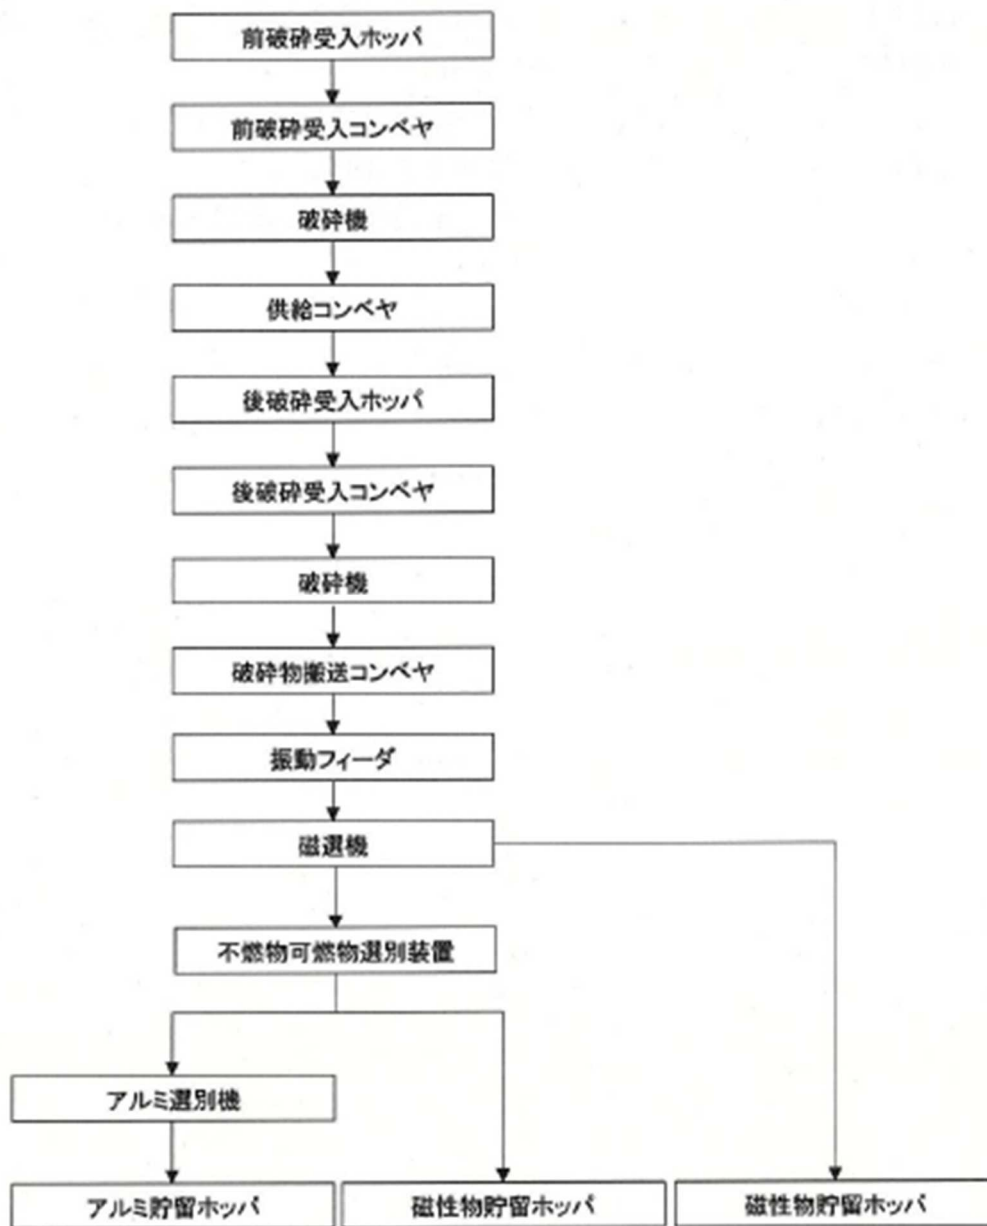 前破砕受入ホッパ
前破砕受入コンベヤ
破砕機
供給コンベヤ
後破砕受入ホッパ
後破砕受入コンベヤ
破砕機
破砕物搬送コンベヤ
振動フィーダ
磁選機
不燃物可燃物選別装置
アルミ選別機
アルミ貯留ホッパ
磁性物貯留ホッパ
磁性物貯留ホッパ